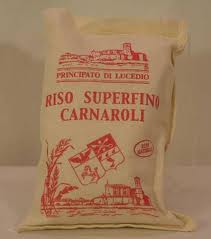 PRINCIPATO DI LUCEDIO
RISO SUPERFINO
CARNAROLI